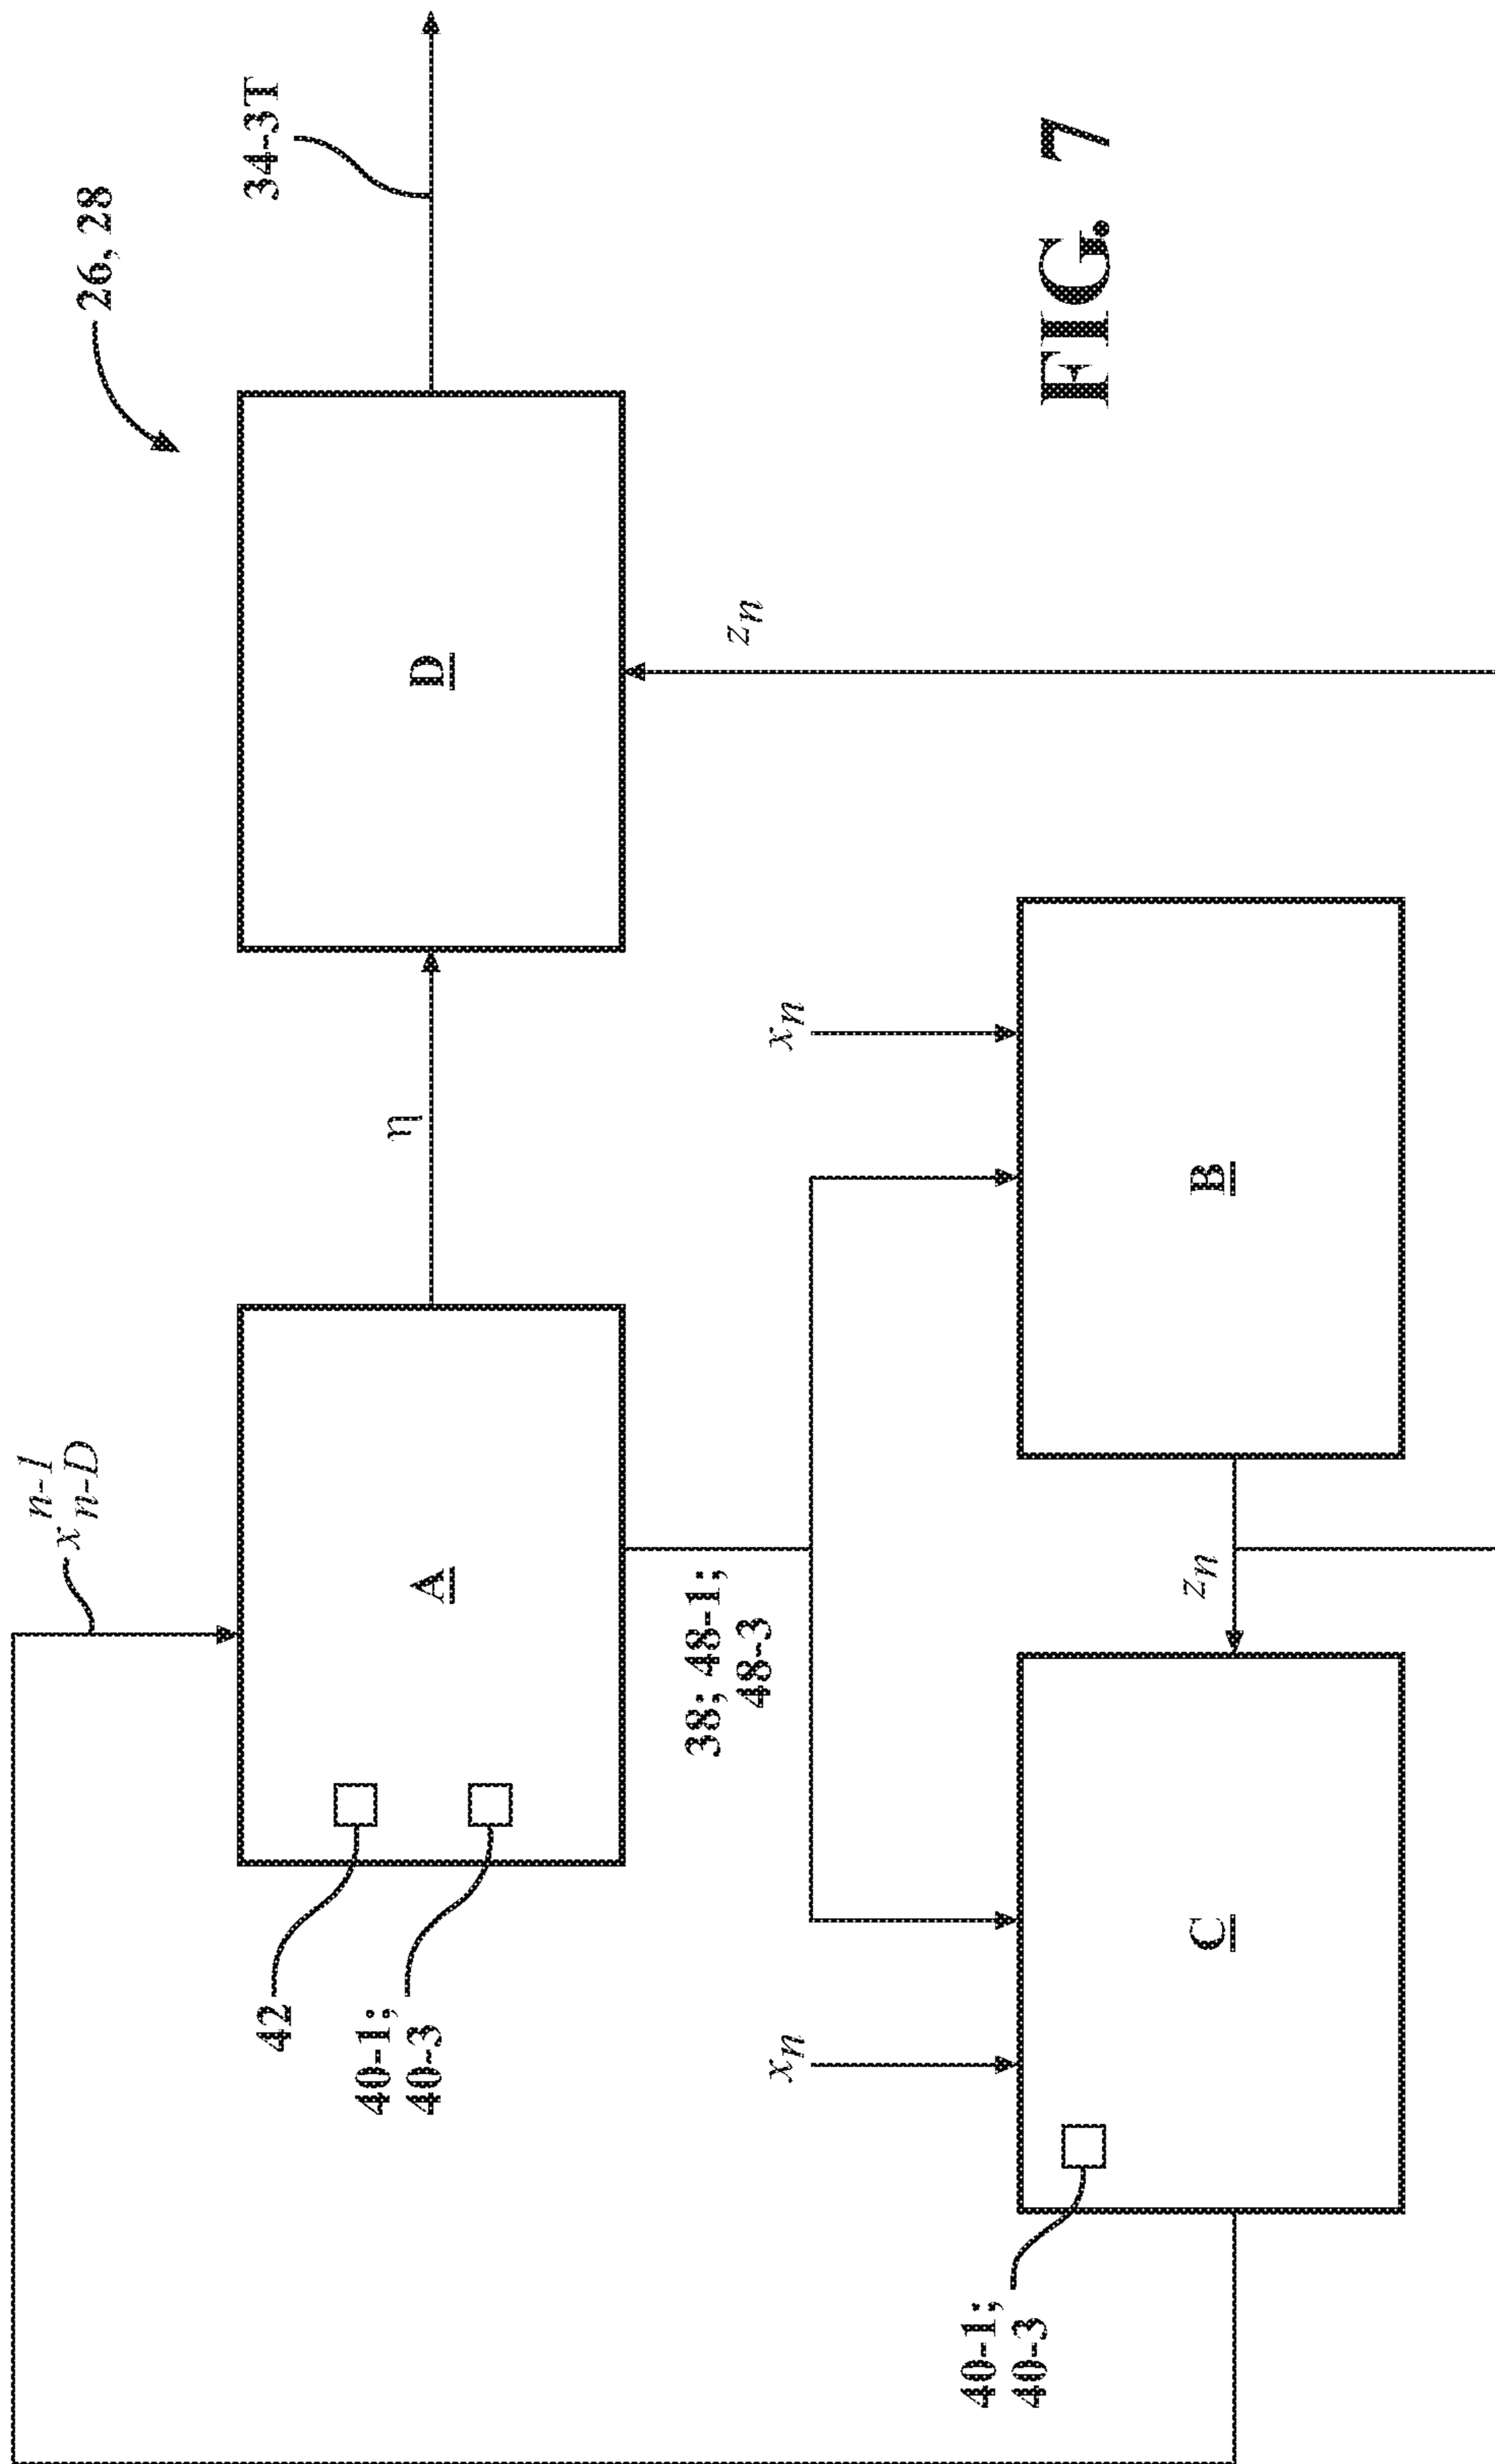 x n-1 n-D
26, 28
34-3T
42
40-1;
40-3
A
η
D
38; 48-1;
48-3
zn
xn
xn
40-1;
40-3
C
zn
B
FIG. 7